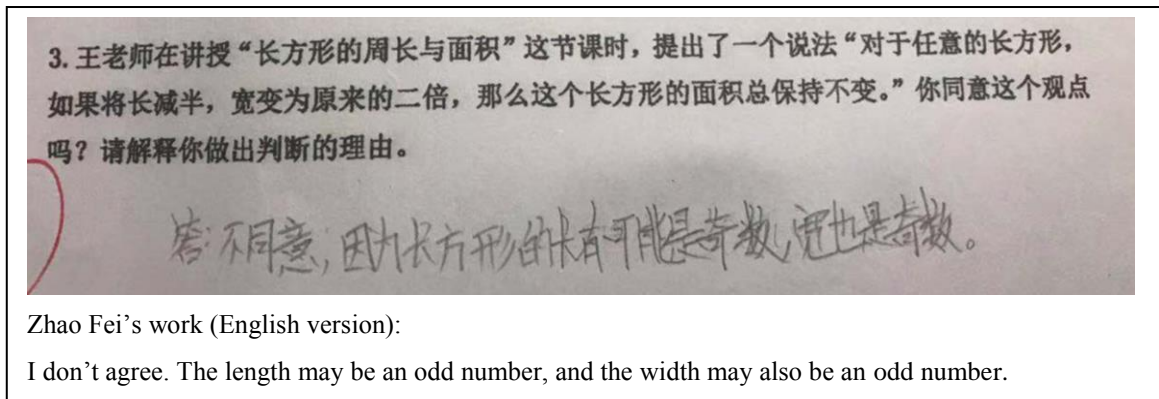 3. 王老师在讲授“长方形的周长与面积”这节课时，提出了一个说法“对于任意的长方形，
如果将长减半，宽变为原来的二倍，那么这个长方形的面积总保持不变。”你同意这个观点
吗？请解释你做出判断的理由。
答：不同意，因为长方形的长有可能是奇数，宽也是奇数。
Zhao Fei’s work (English version):
I don’t agree. The length may be an odd number, and the width may also be an odd number.